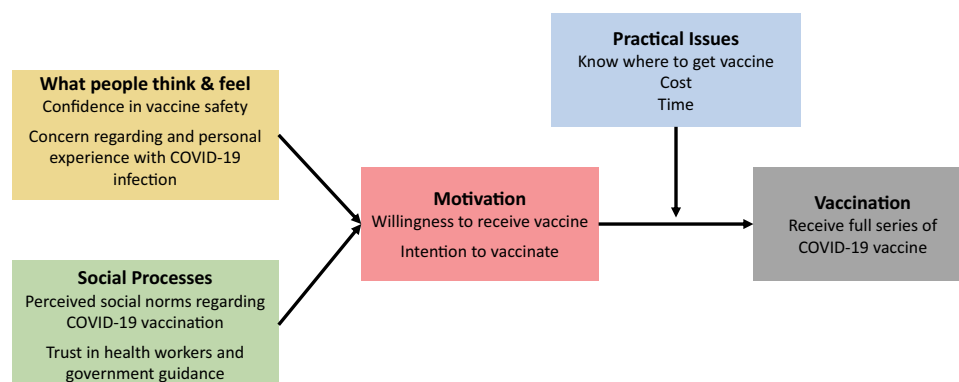 What people think & feel
Confidence in vaccine safety
Concern regarding and personal
experience with COVID-19
infection
Social Processes
Perceived social norms regarding
COVID-19 vaccination
Trust in health workers and
government guidance
Motivation
Willingness to receive vaccine
Intention to vaccinate
Practical Issues
Know where to get vaccine
Cost
Time
Vaccination
Receive full series of
COVID-19 vaccine